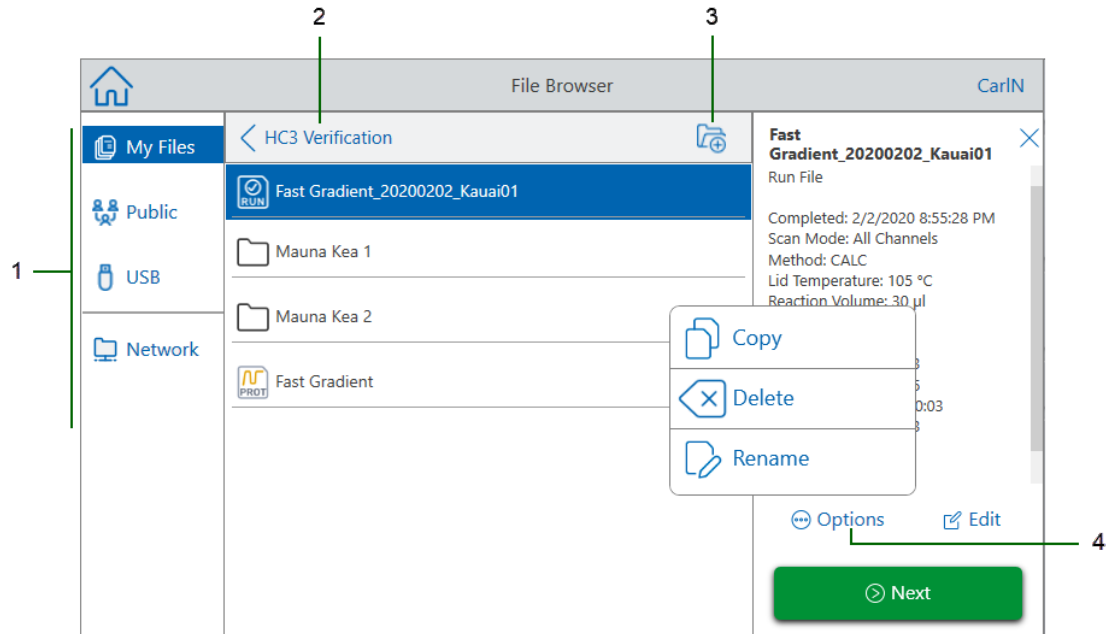 2
3
File Browser
CarlN
1
My Files
Public
USB
Network
HC3 Verification
RUN
Fast Gradient_20200202_Kauai01
Mauna Kea 1
Mauna Kea 2
PROT
Fast Gradient
Fast
Gradient_20200202_Kauai01
Run File
Completed: 2/2/2020 8:55:28 PM
Scan Mode: All Channels
Method: CALC
Lid Temperature: 105 °C
Reaction Volume: 30 µl
0:03
Copy
Delete
Rename
Options
Edit
4
Next